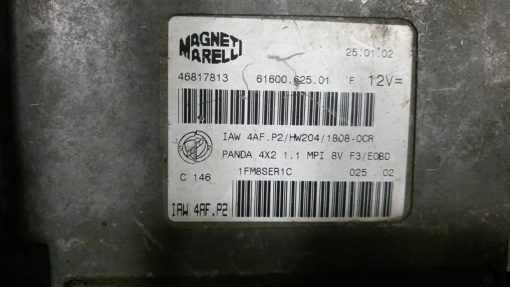 MAGNETI MARELLI
25.01.02
46817813 61600.625.01 F 12V=
IAW 4AF.P2/HW204/1808-0CR
PANDA 4X2 1.1 MPI 8V F3/EOBD
C 146 1FM8SER1C 025 02
IAW 4AF.P2